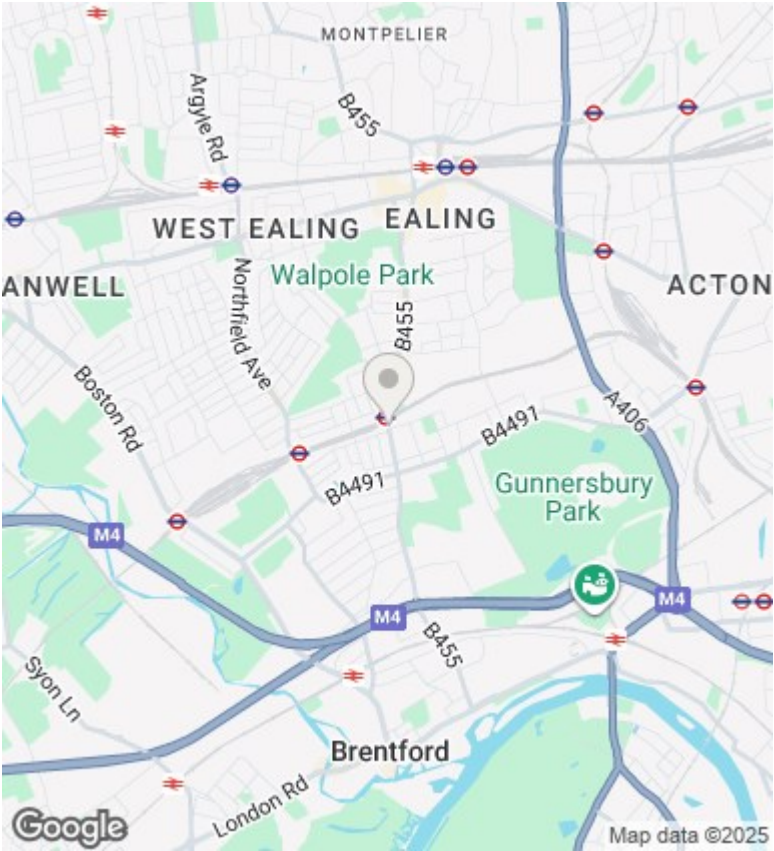 MONTPELIER
Argyle Rd
B455
WEST EALING
EALING
Walpole Park
ANWELL
ACTON
Northfield Ave
B455
Boston Rd
A406
B4491
B4491
Gunnersbury
Park
M4
M4
M4
B455
Syon Ln
Brentford
London Rd
Google
Map data ©2025